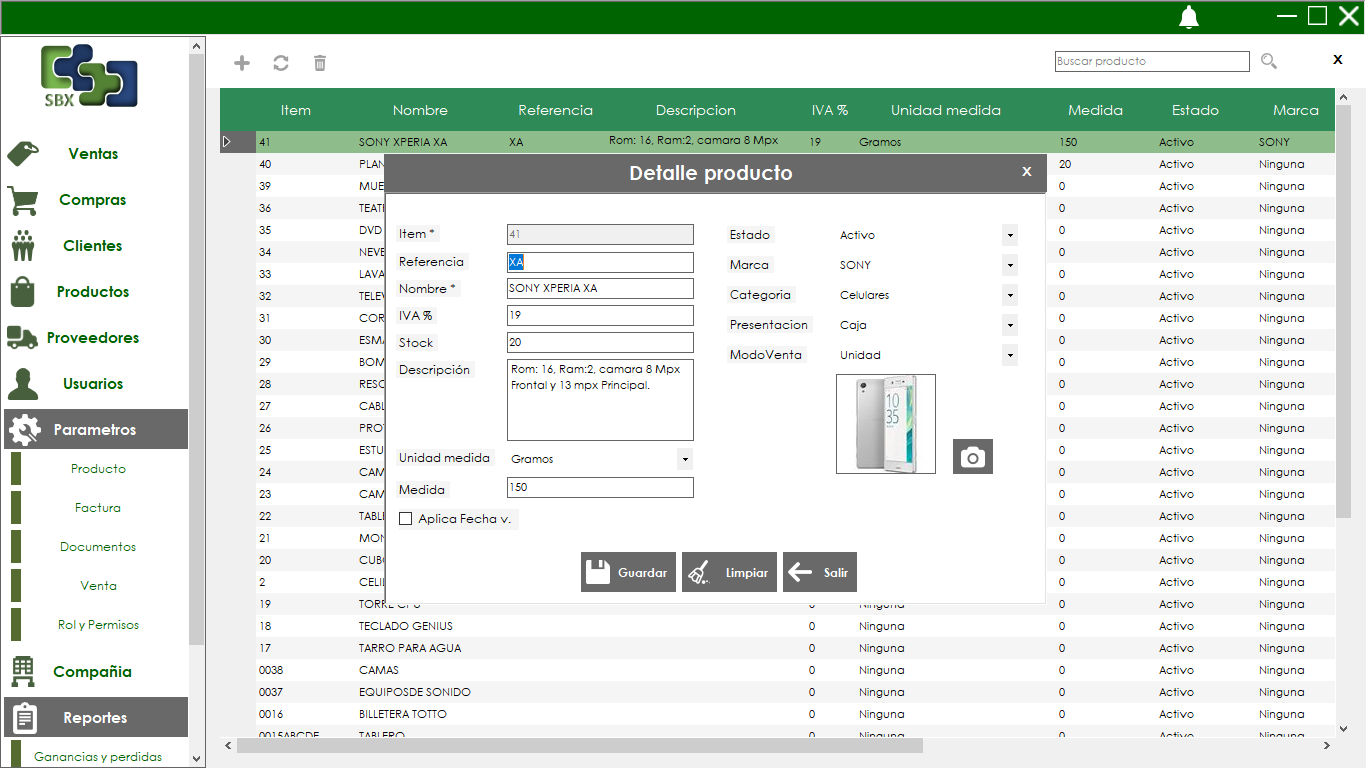 SBX
Ventas
Compras
Clientes
Productos
Proveedores
Usuarios
Parametros
Producto
Factura
Documentos
Venta
Rol y Permisos
Compañia
Reportes
Ganancias y perdidas
Buscar producto
X
Item Nombre Referencia Descripcion IVA % Unidad medida Medida Estado Marca
41 SONY XPERIA XA XA Rom: 16, Ram:2, camara 8 Mpx 19 Gramos 150 Activo SONY
40 PLAN 20 Activo Ninguna
39 MUE 0 Activo Ninguna
36 TEAT 0 Activo Ninguna
35 DVD 0 Activo Ninguna
34 NEVE 0 Activo Ninguna
33 LAVA 0 Activo Ninguna
32 TELEV 0 Activo Ninguna
31 COR 0 Activo Ninguna
30 ESMA 0 Activo Ninguna
29 BOM 0 Activo Ninguna
28 RESO 0 Activo Ninguna
27 CABL 0 Activo Ninguna
26 PROT 0 Activo Ninguna
25 ESTU 0 Activo Ninguna
24 CAM 0 Activo Ninguna
23 CAM 0 Activo Ninguna
22 TABLE 0 Activo Ninguna
21 MON 0 Activo Ninguna
20 CUBO 0 Activo Ninguna
2 CELU 0 Activo Ninguna
19 TORRE CPU 0 Ninguna 0 Activo Ninguna
18 TECLADO GENIUS 0 Ninguna 0 Activo Ninguna
17 TARRO PARA AGUA 0 Ninguna 0 Activo Ninguna
0038 CAMAS 0 Ninguna 0 Activo Ninguna
0037 EQUIPOSDE SONIDO 0 Ninguna 0 Activo Ninguna
0016 BILLETERA TOTTO 0 Ninguna 0 Activo Ninguna
0015ABCDE TABLERO 0 Ninguna 0 Activo Ninguna
Detalle producto X
Item * 41
Referencia XA
Nombre * SONY XPERIA XA
IVA % 19
Stock 20
Descripción Rom: 16, Ram:2, camara 8 Mpx
Frontal y 13 mpx Principal.
Unidad medida Gramos
Medida 150
Aplica Fecha v.
Estado Activo
Marca SONY
Categoria Celulares
Presentacion Caja
ModoVenta Unidad
10
35
Guardar Limpiar Salir